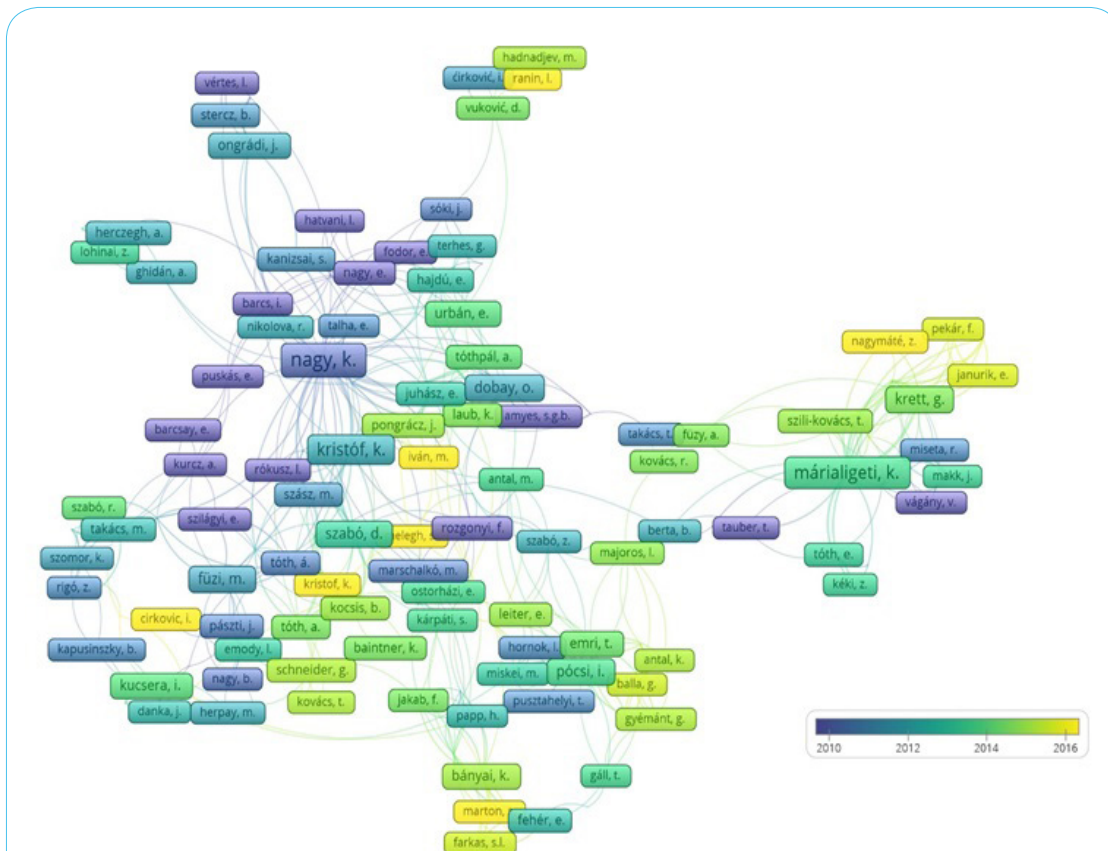 hadnadjev, m.
ćirković, i.
ranin, l.
vértes, l.
vuković, d.
stercz, b.
ongrádi, j.
sóki, j.
hatvani, l.
herczegh, a.
terhes, g.
lohinai, z.
fodor, e.
kanizsai, s.
ghidán, a.
nagy, e.
hajdú, e.
barcs, i.
urbán, e.
nikolova, r.
talha, e.
pekár, f.
nagymáté, z.
nagy, k.
tóthpál, a.
puskás, e.
janurik, e.
dobay, o.
juhász, e.
krett, g.
laub, k.
amyes, s.g.b.
pongrácz, j.
szili-kovács, t.
barcsay, e.
takács, t.
füzy, a.
kristóf, k.
miseta, r.
iván, m.
kovács, r.
kurcz, a.
rókusz, l.
márialigeti, k.
makk, j.
antal, m.
szász, m.
vágány, v.
szabó, r.
szilágyi, e.
takács, m.
rozgonyi, f.
tauber, t.
szabó, d.
berta, b.
szabó, z.
szomor, k.
majoros, l.
tóth, e.
tóth, á.
marschalkó, m.
füzi, m.
kristof, k.
kéki, z.
rigó, z.
ostorházi, e.
kocsis, b.
leiter, e.
cirkovic, i.
pászti, j.
tóth, a.
kárpáti, s.
emri, t.
kapusinszky, b.
emody, l.
baintner, k.
hornok, l.
antal, k.
schneider, g.
pócsi, i.
miskei, m.
nagy, b.
kucsera, i.
balla, g.
kovács, t.
jakab, f.
pusztahelyi, t.
danka, j.
herpay, m.
papp, h.
gyémánt, g.
2010 2012 2014 2016
bányai, k.
gáll, t.
marton,
fehér, e.
farkas, s.l.